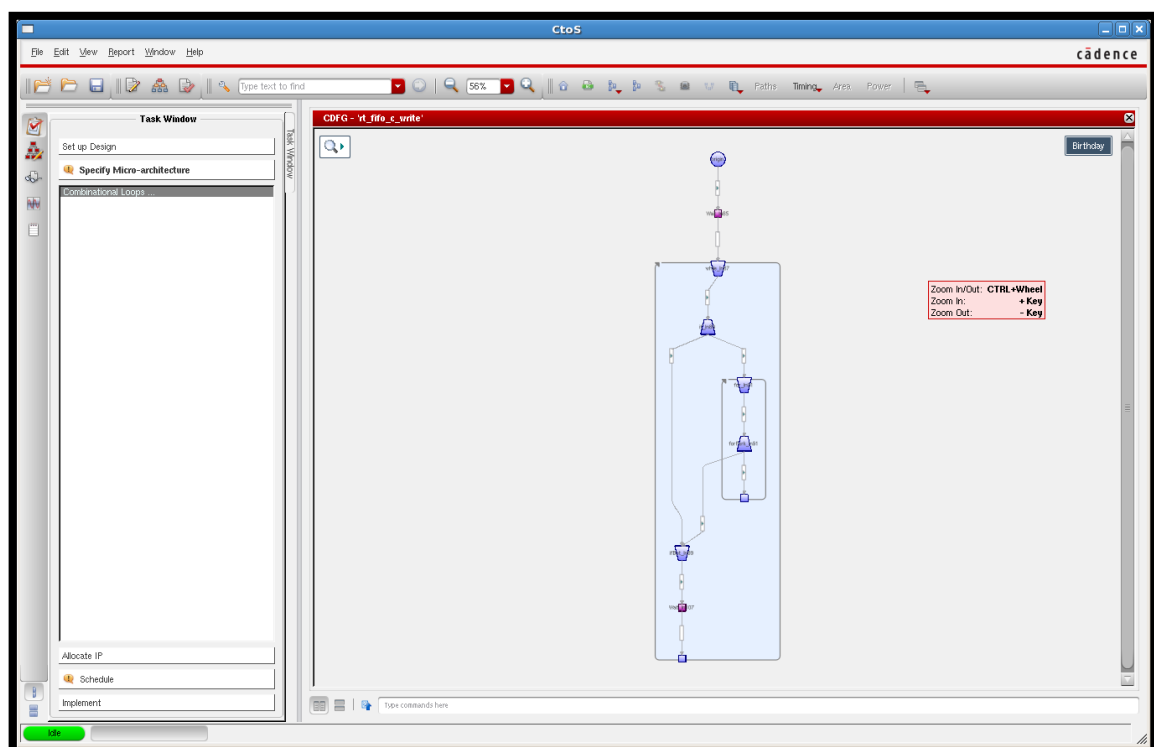 CtoS
File Edit View Report Window Help
cādence
Type text to find
56%
Paths Timing Area Power
Task Window
Task Window
Set up Design
Specify Micro-architecture
Combinational Loops ...
Allocate IP
Schedule
Implement
CDFG - 'rt_fifo_c_write'
Birthday
Zoom In/Out: CTRL+Wheel
Zoom In: + Key
Zoom Out: - Key
Type commands here
Idle